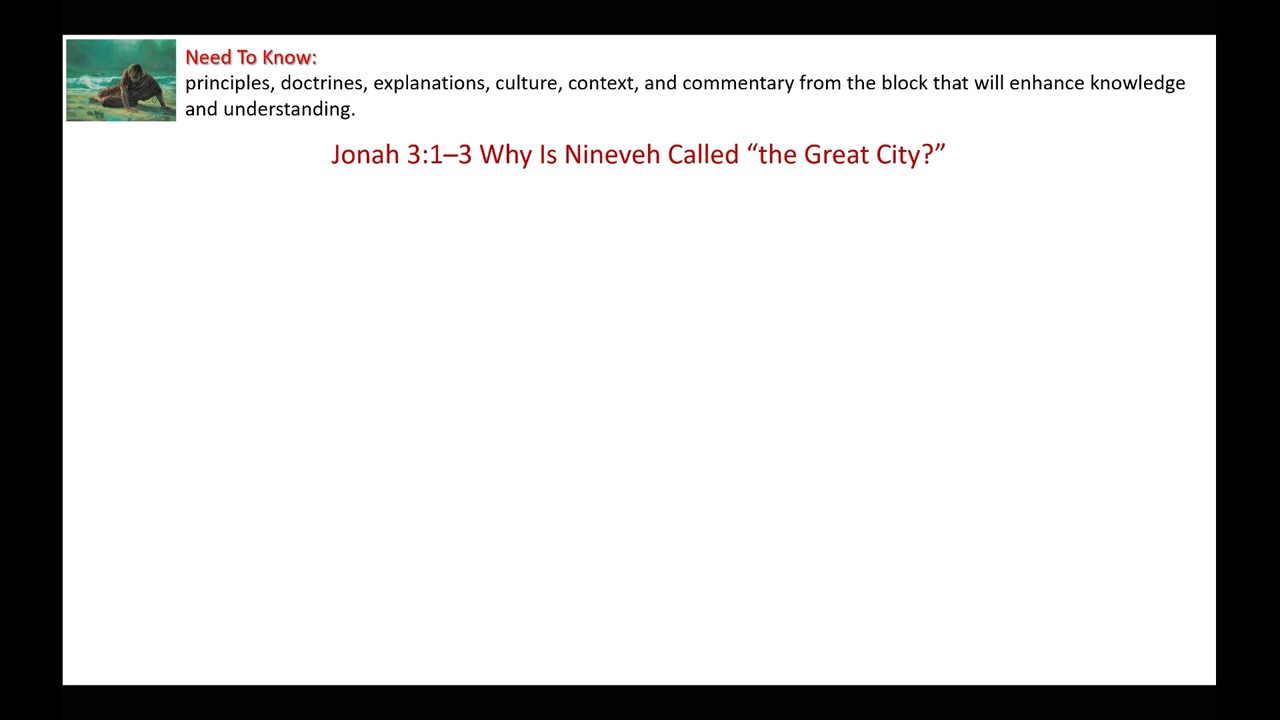 Need To Know:
principles, doctrines, explanations, culture, context, and commentary from the block that will enhance knowledge
and understanding.
Jonah 3:1–3 Why Is Nineveh Called “the Great City?”